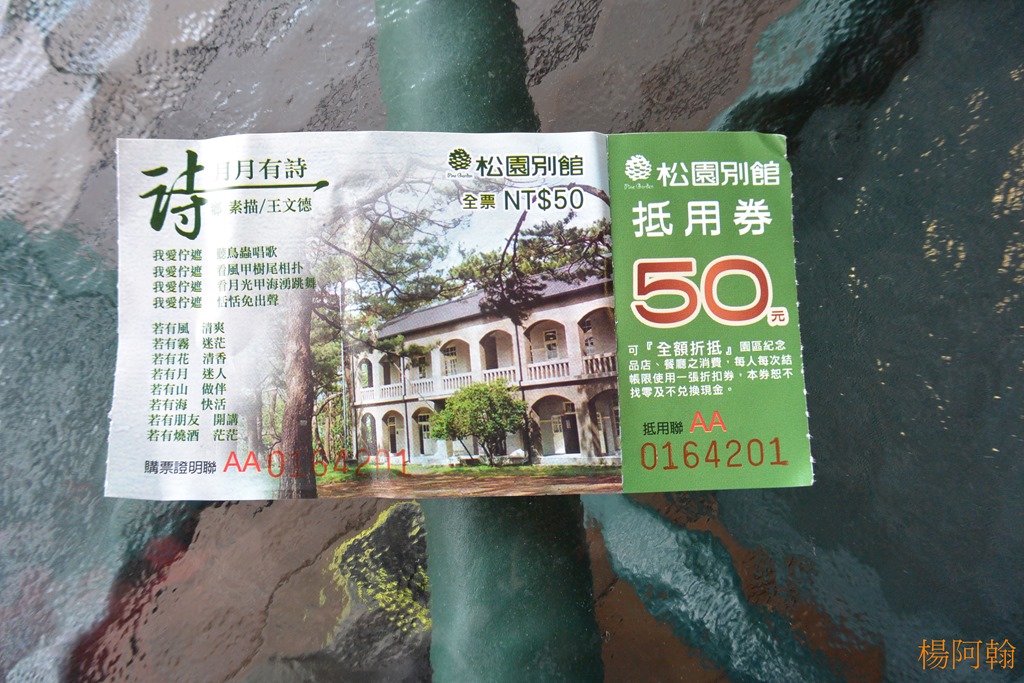 詩
月月有詩
素描/王文德
我愛佇遮 聽鳥蟲唱歌
我愛佇遮 看風甲樹尾相扑
我愛佇遮 看月光甲海湧跳舞
我愛佇遮 恬恬免出聲
若有風 清爽
若有霧 迷茫
若有花 清香
若有月 迷人
若有山 做伴
若有海 快活
若有朋友 開講
若有燒酒 茫茫
購票證明聯 AA 0164201
松園別館
Pine Garden
全票 NT$50
松園別館
Pine Garden
抵用券
50元
可『全額折抵』園區紀念
品店、餐廳之消費，每人每次結
帳限使用一張折扣券，本券恕不
找零及不兌換現金。
抵用聯 AA
0164201
楊阿翰